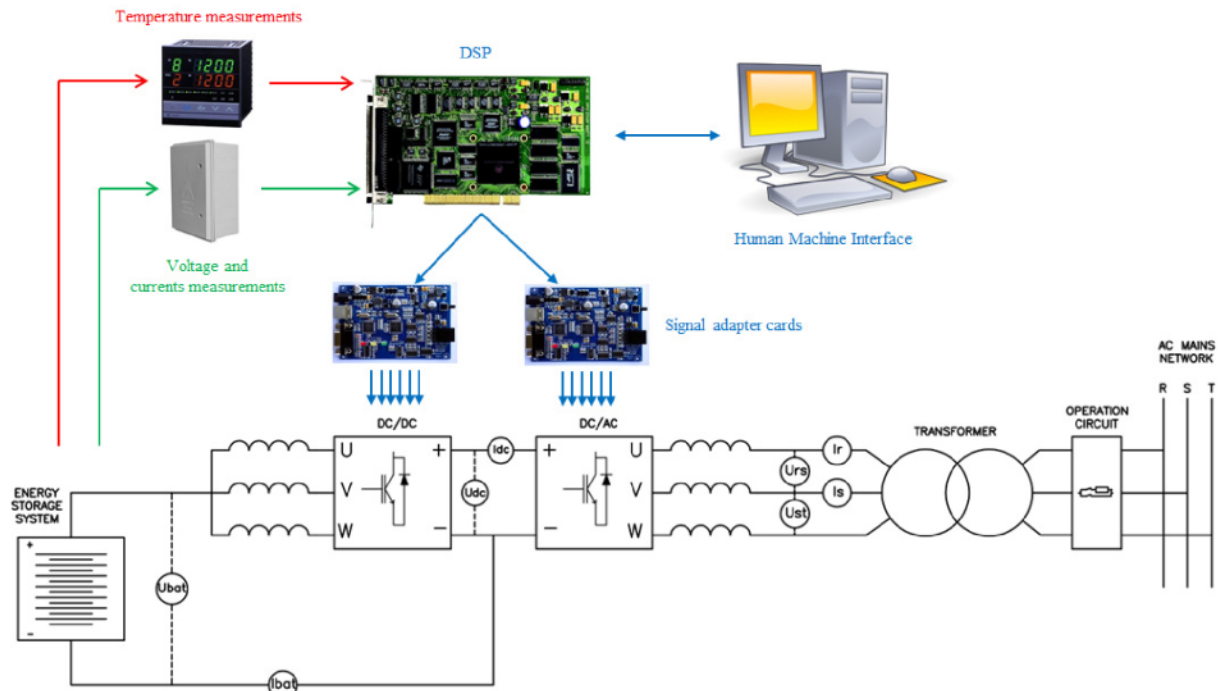 Temperature measurements
DSP
8 1200
2 1200
Human Machine Interface
Voltage and
currents measurements
Signal adapter cards
AC MAINS
NETWORK
R S T
DC/DC
DC/AC
OPERATION
CIRCUIT
TRANSFORMER
U
V
W
+
−
Idc
Udc
+
−
U
V
W
Ir
Urs
Is
Ust
ENERGY
STORAGE
SYSTEM
+
−
Ubat
Ibat